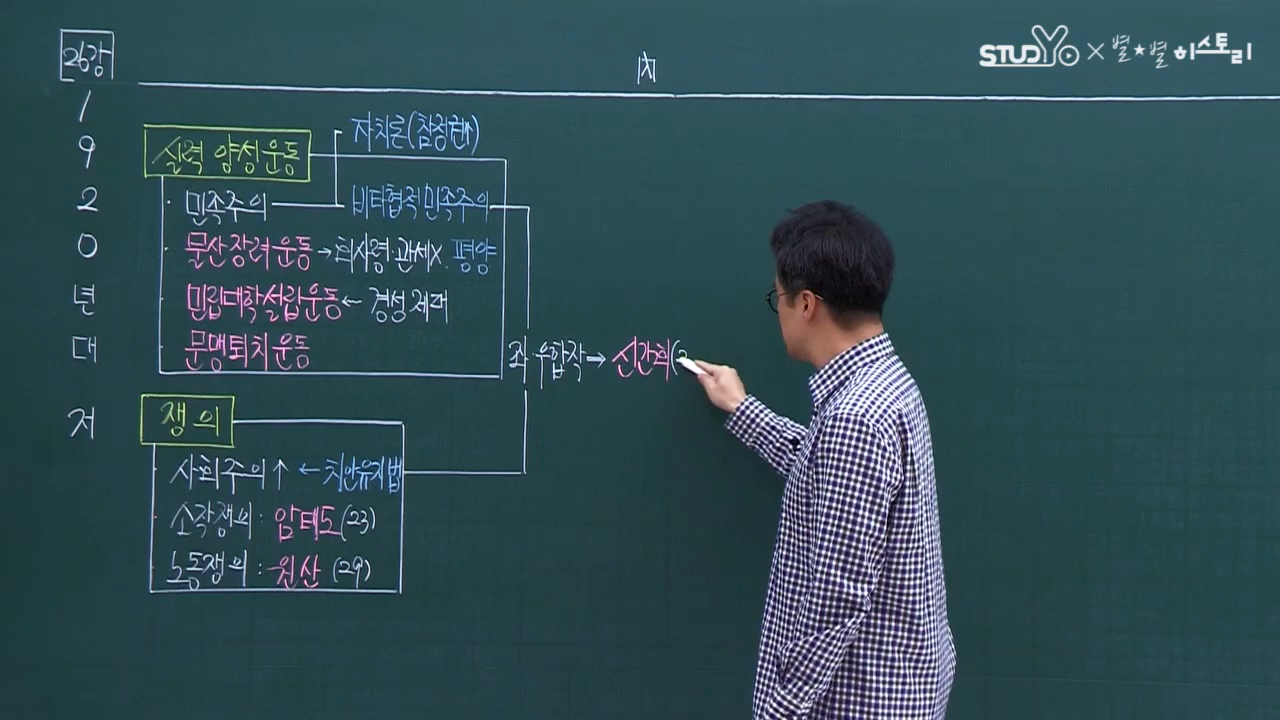 26강
STUDYO × 별★별 히스토리
내
1920년대 저
실력 양성운동
자치론(참정권↑)
· 민족주의
비타협적 민족주의
· 물산장려운동 → 회사령·관세X. 평양
· 민립대학설립운동 ← 경성제대
· 문맹퇴치운동
좌우합작 → 신간회(2
쟁의
· 사회주의↑ ← 치안유지법
· 소작쟁의 : 암태도(23)
· 노동쟁의 : 원산(29)